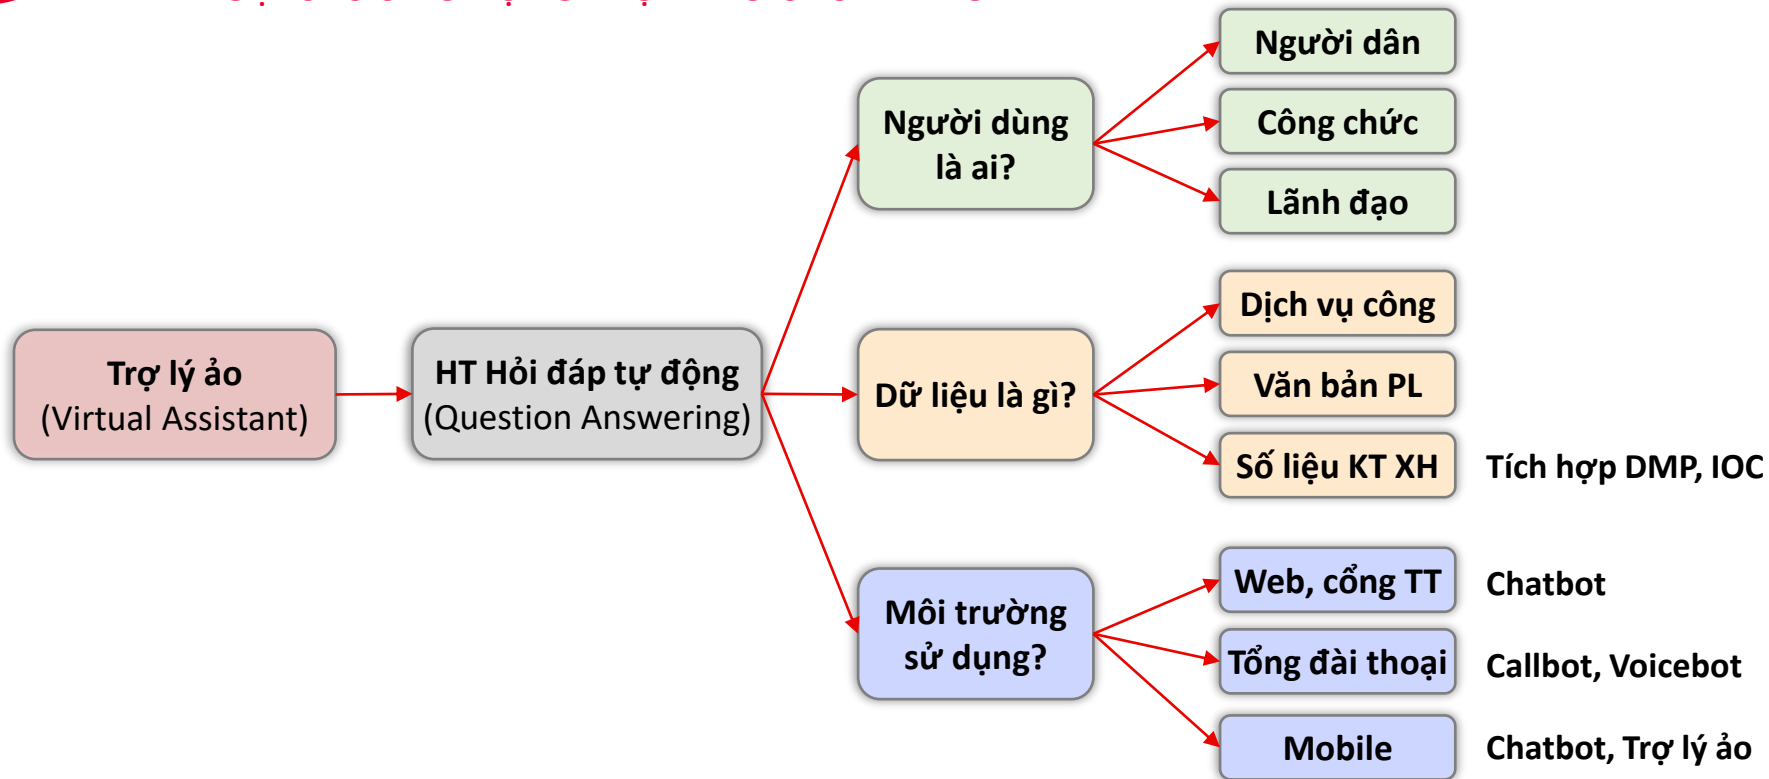 Người dân
Người dùng
là ai?
Công chức
Lãnh đạo
Dịch vụ công
Trợ lý ảo
(Virtual Assistant)
HT Hỏi đáp tự động
(Question Answering)
Dữ liệu là gì?
Văn bản PL
Số liệu KT XH
Tích hợp DMP, IOC
Web, cổng TT
Chatbot
Môi trường
sử dụng?
Tổng đài thoại
Callbot, Voicebot
Mobile
Chatbot, Trợ lý ảo